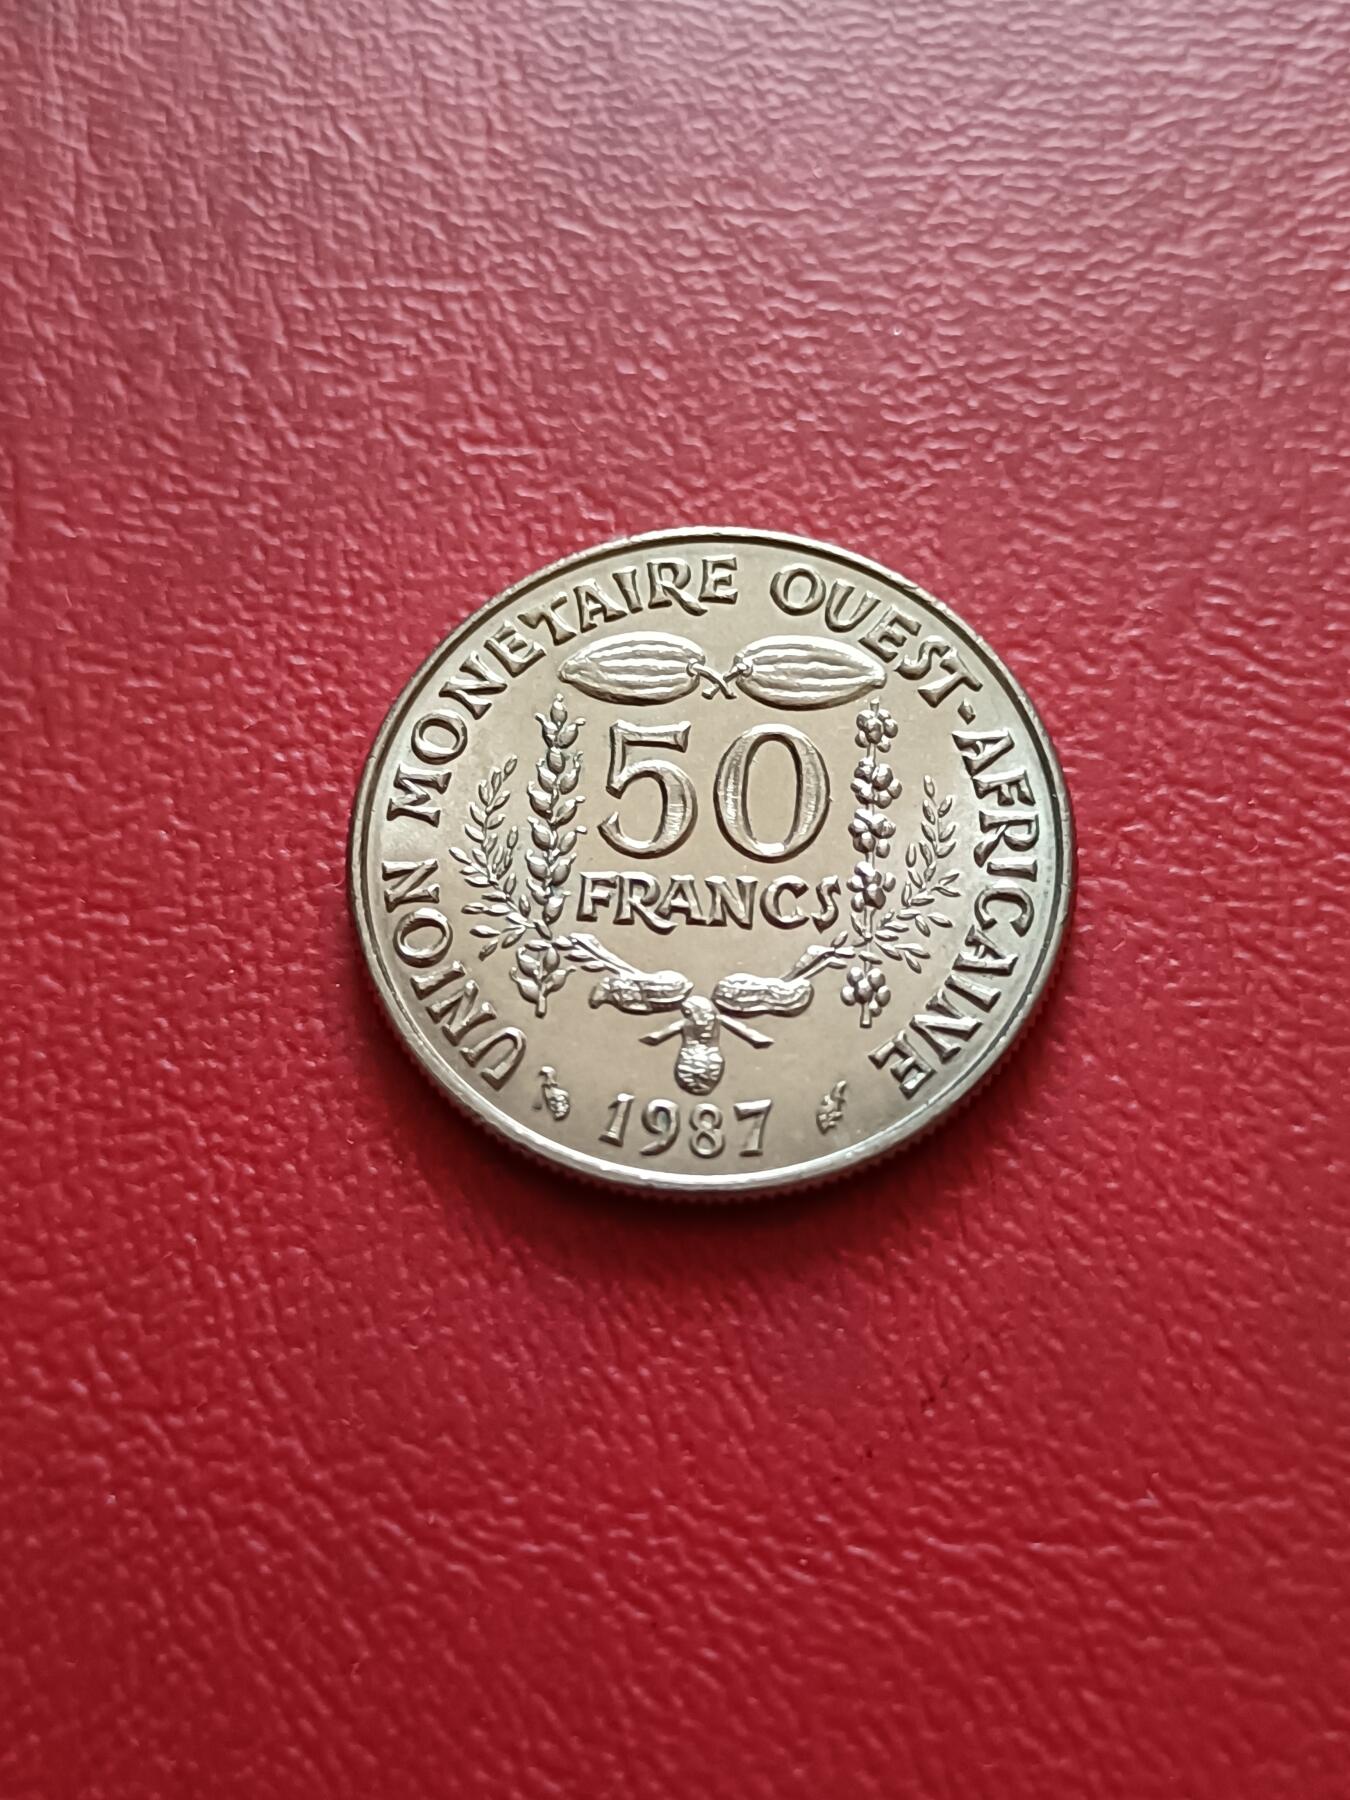 UNION MONETAIRE OUEST-AFRICAINE
50
FRANCS
1987